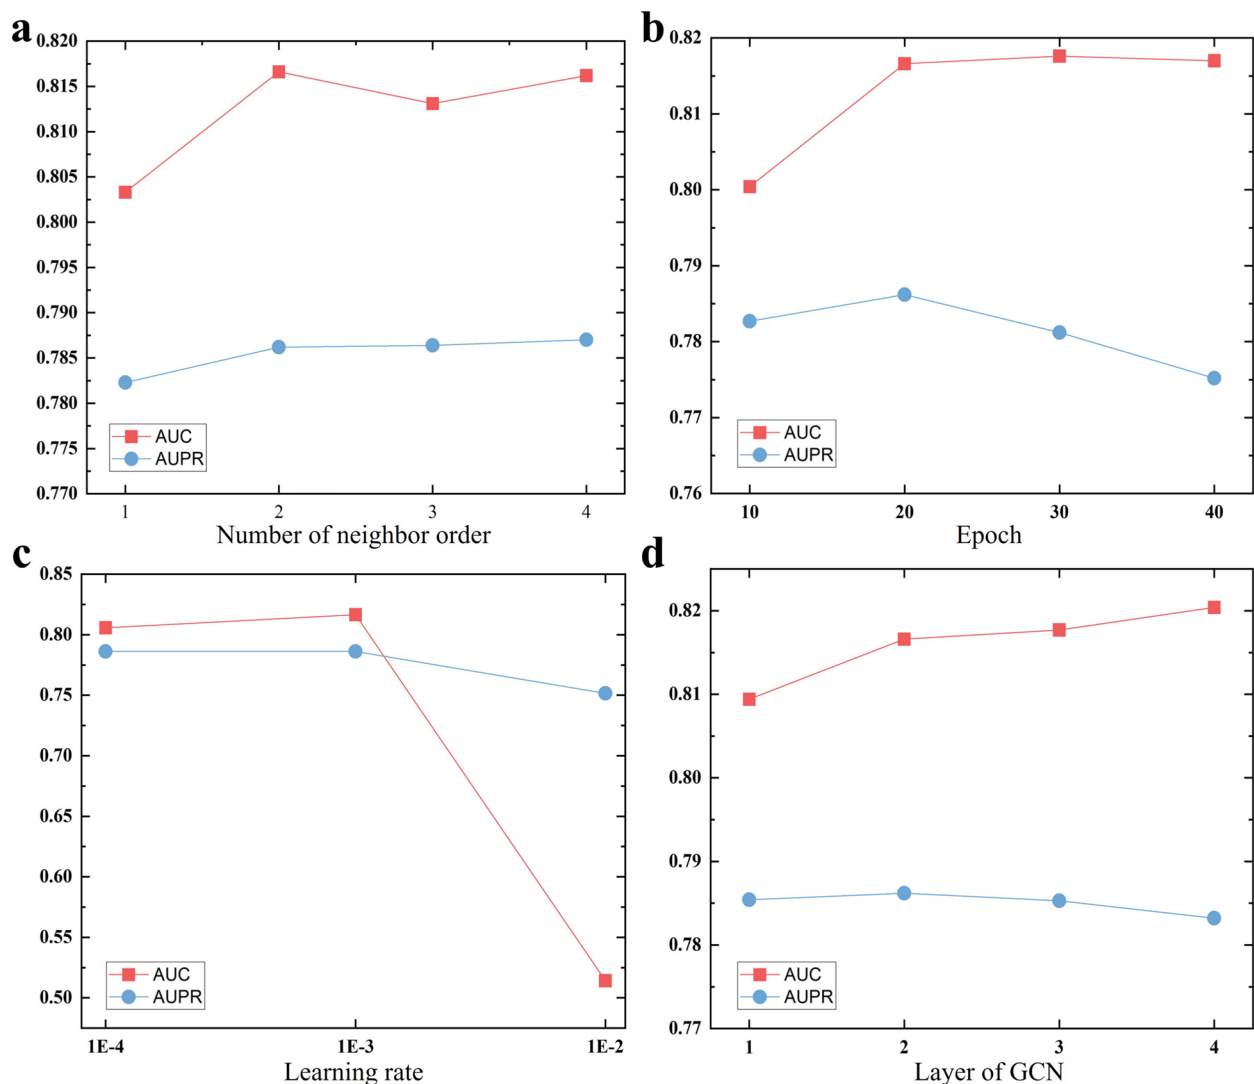 a
0.820
0.815
0.810
0.805
0.800
0.795
0.790
0.785
0.780
0.775
0.770
AUC
AUPR
1 2 3 4
Number of neighbor order
b
0.82
0.81
0.80
0.79
0.78
0.77
0.76
AUC
AUPR
10 20 30 40
Epoch
c
0.85
0.80
0.75
0.70
0.65
0.60
0.55
0.50
AUC
AUPR
1E-4 1E-3 1E-2
Learning rate
d
0.82
0.81
0.80
0.79
0.78
0.77
AUC
AUPR
1 2 3 4
Layer of GCN